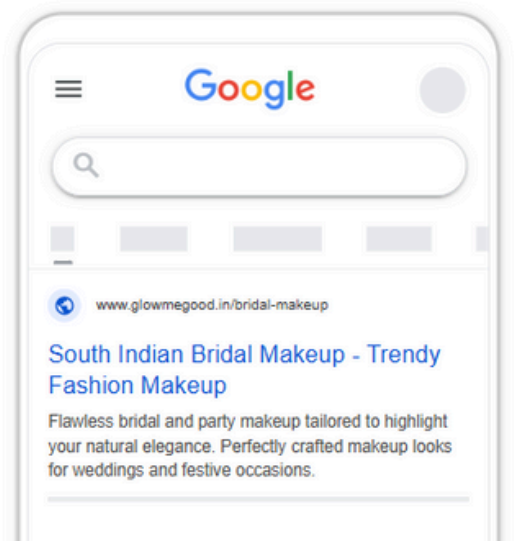 Google
www.glowmegood.in/bridal-makeup
South Indian Bridal Makeup - Trendy
Fashion Makeup
Flawless bridal and party makeup tailored to highlight
your natural elegance. Perfectly crafted makeup looks
for weddings and festive occasions.